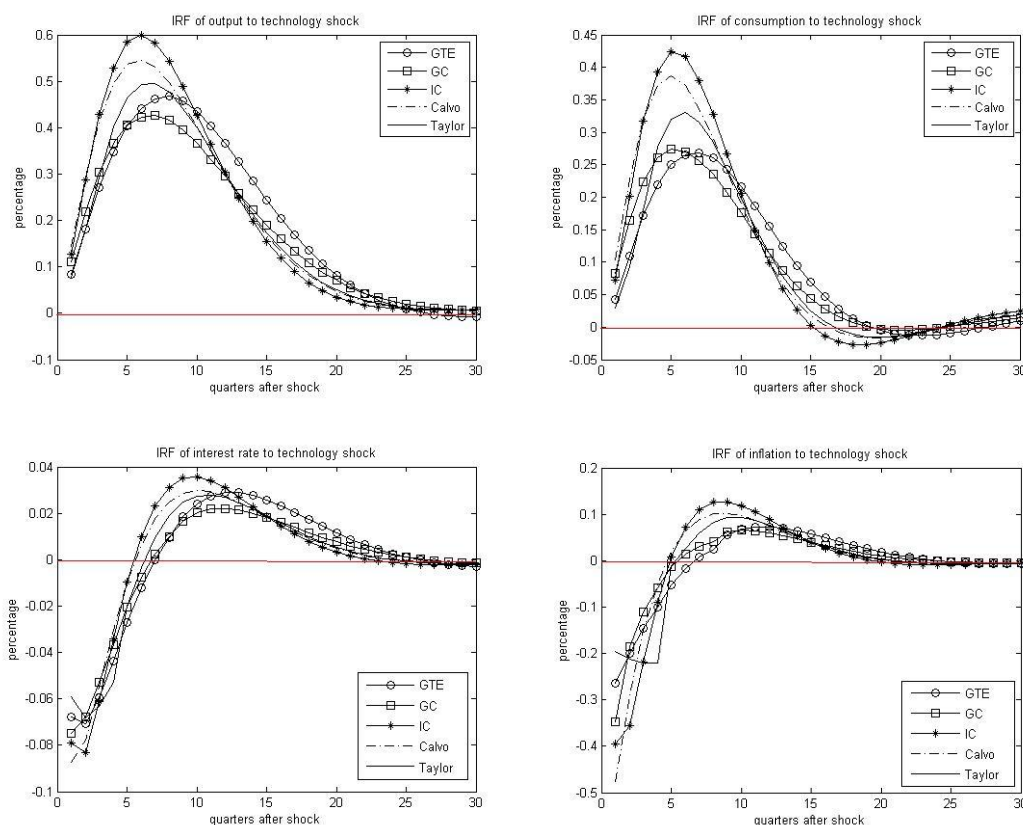 IRF of output to technology shock
0.6
0.5
0.4
0.3
0.2
0.1
0
-0.1
percentage
0 5 10 15 20 25 30
quarters after shock
GTE
GC
IC
Calvo
Taylor
IRF of consumption to technology shock
0.45
0.4
0.35
0.3
0.25
0.2
0.15
0.1
0.05
0
-0.05
percentage
0 5 10 15 20 25 30
quarters after shock
GTE
GC
IC
Calvo
Taylor
IRF of interest rate to technology shock
0.04
0.02
0
-0.02
-0.04
-0.06
-0.08
-0.1
percentage
0 5 10 15 20 25 30
quarters after shock
GTE
GC
IC
Calvo
Taylor
IRF of inflation to technology shock
0.2
0.1
0
-0.1
-0.2
-0.3
-0.4
-0.5
percentage
0 5 10 15 20 25 30
quarters after shock
GTE
GC
IC
Calvo
Taylor